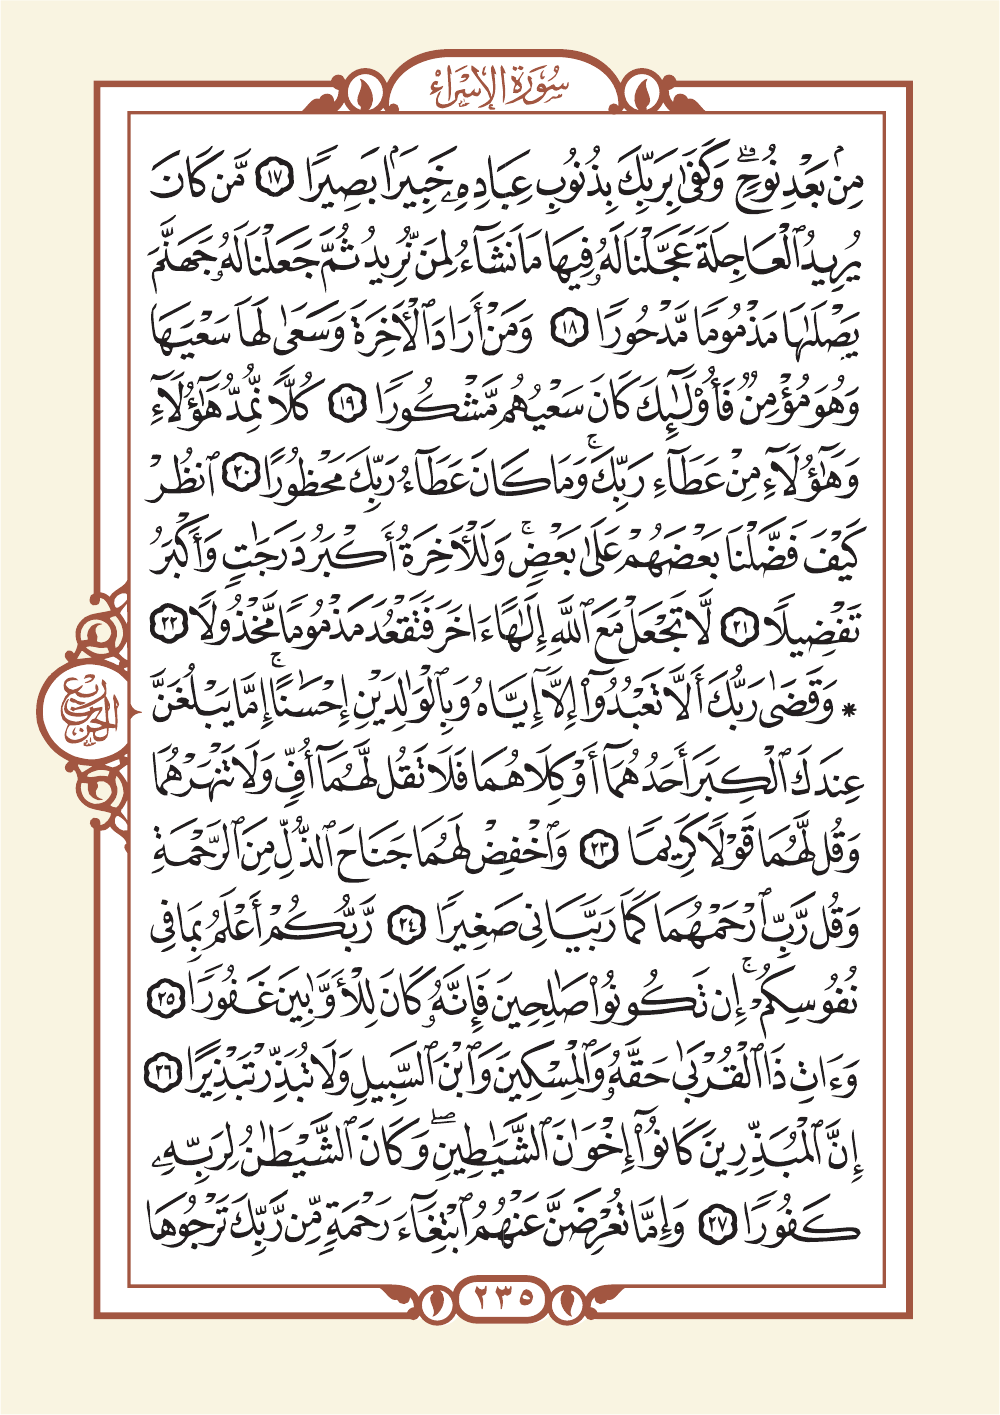 سُورَةُ الإِسْرَاءِ
مِنۢ بَعْدِ نُوحٍۗ وَكَفَىٰ بِرَبِّكَ بِذُنُوبِ عِبَادِهِۦ خَبِيرَۢا بَصِيرًا ١٧ مَّن كَانَ
يُرِيدُ ٱلْعَاجِلَةَ عَجَّلْنَا لَهُۥ فِيهَا مَا نَشَآءُ لِمَن نُّرِيدُ ثُمَّ جَعَلْنَا لَهُۥ جَهَنَّمَ
يَصْلَىٰهَا مَذْمُومًا مَّدْحُورًا ١٨ وَمَنْ أَرَادَ ٱلْأَخِرَةَ وَسَعَىٰ لَهَا سَعْيَهَا
وَهُوَ مُؤْمِنٌ فَأُوْلَٰٓئِكَ كَانَ سَعْيُهُم مَّشْكُورًا ١٩ كُلًّا نُّمِدُّ هَٰٓؤُلَآءِ
وَهَٰٓؤُلَآءِ مِنْ عَطَآءِ رَبِّكَۚ وَمَا كَانَ عَطَآءُ رَبِّكَ مَحْظُورًا ٢٠ ٱنظُرْ
كَيْفَ فَضَّلْنَا بَعْضَهُمْ عَلَىٰ بَعْضٍۚ وَلَلْأَخِرَةُ أَكْبَرُ دَرَجَٰتٍ وَأَكْبَرُ
تَفْضِيلًا ٢١ لَّا تَجْعَلْ مَعَ ٱللَّهِ إِلَٰهًا ءَاخَرَ فَتَقْعُدَ مَذْمُومًا مَّخْذُولًا ٢٢
* وَقَضَىٰ رَبُّكَ أَلَّا تَعْبُدُوٓاْ إِلَّآ إِيَّاهُ وَبِٱلْوَٰلِدَيْنِ إِحْسَٰنًاۚ إِمَّا يَبْلُغَنَّ
عِندَكَ ٱلْكِبَرَ أَحَدُهُمَآ أَوْ كِلَاهُمَا فَلَا تَقُل لَّهُمَآ أُفٍّ وَلَا تَنْهَرْهُمَا
وَقُل لَّهُمَا قَوْلًا كَرِيمًا ٢٣ وَٱخْفِضْ لَهُمَا جَنَاحَ ٱلذُّلِّ مِنَ ٱلرَّحْمَةِ
وَقُل رَّبِّ ٱرْحَمْهُمَا كَمَا رَبَّيَانِي صَغِيرًا ٢٤ رَّبُّكُمْ أَعْلَمُ بِمَا فِي
نُفُوسِكُمْۚ إِن تَكُونُواْ صَٰلِحِينَ فَإِنَّهُۥ كَانَ لِلْأَوَّٰبِينَ غَفُورًا ٢٥
وَءَاتِ ذَا ٱلْقُرْبَىٰ حَقَّهُۥ وَٱلْمِسْكِينَ وَٱبْنَ ٱلسَّبِيلِ وَلَا تُبَذِّرْ تَبْذِيرًا ٢٦
إِنَّ ٱلْمُبَذِّرِينَ كَانُوٓاْ إِخْوَٰنَ ٱلشَّيَٰطِينِۖ وَكَانَ ٱلشَّيْطَٰنُ لِرَبِّهِۦ
كَفُورًا ٢٧ وَإِمَّا تُعْرِضَنَّ عَنْهُمُ ٱبْتِغَآءَ رَحْمَةٍ مِّن رَّبِّكَ تَرْجُوهَا
ربع الحزب
٢٣٥